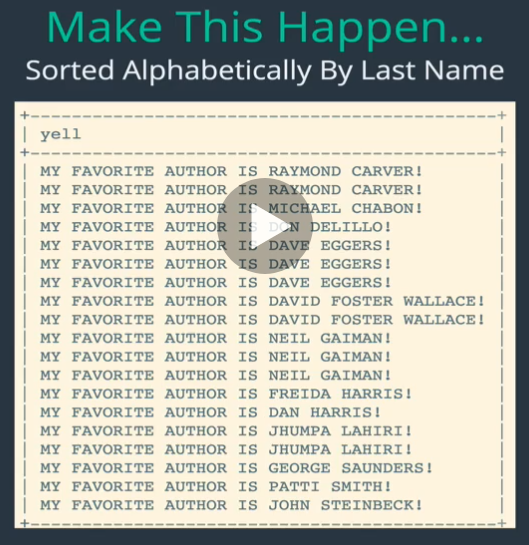 Make This Happen...
Sorted Alphabetically By Last Name
+---------------------------------------------+
| yell |
+---------------------------------------------+
| MY FAVORITE AUTHOR IS RAYMOND CARVER! |
| MY FAVORITE AUTHOR IS RAYMOND CARVER! |
| MY FAVORITE AUTHOR IS MICHAEL CHABON! |
| MY FAVORITE AUTHOR IS DON DELILLO! |
| MY FAVORITE AUTHOR IS DAVE EGGERS! |
| MY FAVORITE AUTHOR IS DAVE EGGERS! |
| MY FAVORITE AUTHOR IS DAVE EGGERS! |
| MY FAVORITE AUTHOR IS DAVID FOSTER WALLACE! |
| MY FAVORITE AUTHOR IS DAVID FOSTER WALLACE! |
| MY FAVORITE AUTHOR IS NEIL GAIMAN! |
| MY FAVORITE AUTHOR IS NEIL GAIMAN! |
| MY FAVORITE AUTHOR IS NEIL GAIMAN! |
| MY FAVORITE AUTHOR IS FREIDA HARRIS! |
| MY FAVORITE AUTHOR IS DAN HARRIS! |
| MY FAVORITE AUTHOR IS JHUMPA LAHIRI! |
| MY FAVORITE AUTHOR IS JHUMPA LAHIRI! |
| MY FAVORITE AUTHOR IS GEORGE SAUNDERS! |
| MY FAVORITE AUTHOR IS PATTI SMITH! |
| MY FAVORITE AUTHOR IS JOHN STEINBECK! |
+---------------------------------------------+